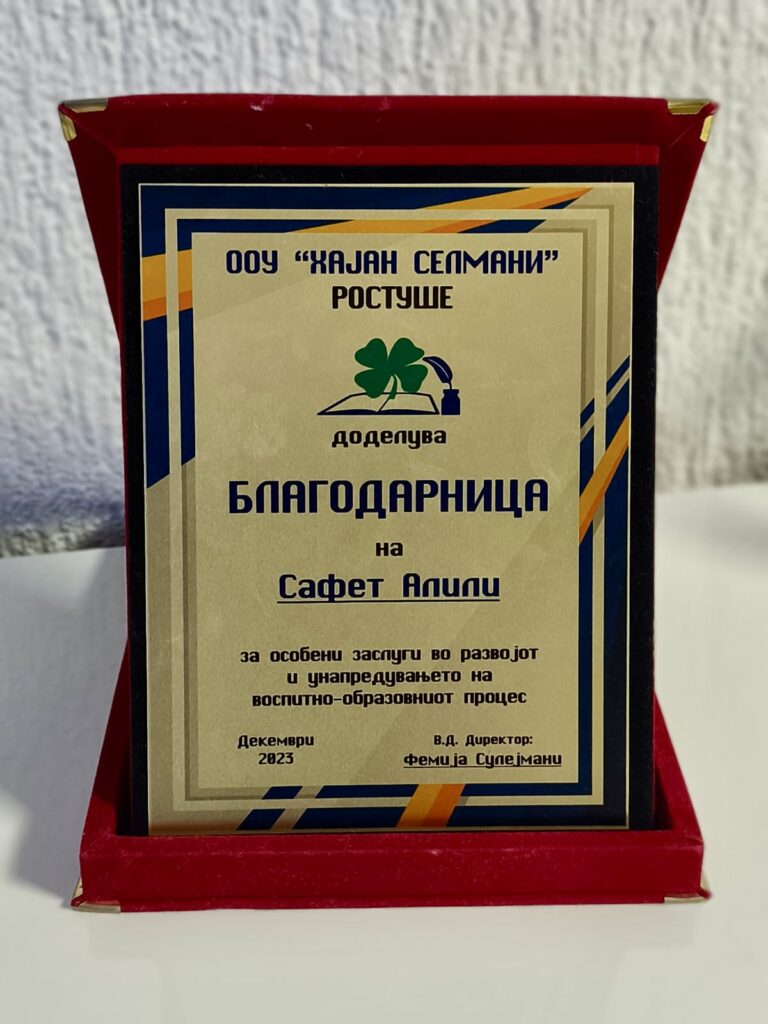 ООУ “ХАЈАН СЕЛМАНИ”
РОСТУШЕ
доделува
БЛАГОДАРНИЦА
на
Сафет Алили
за особени заслуги во развојот
и унапредувањето на
воспитно-образовниот процес
Декември
2023
В.Д. Директор:
Фемија Сулејмани